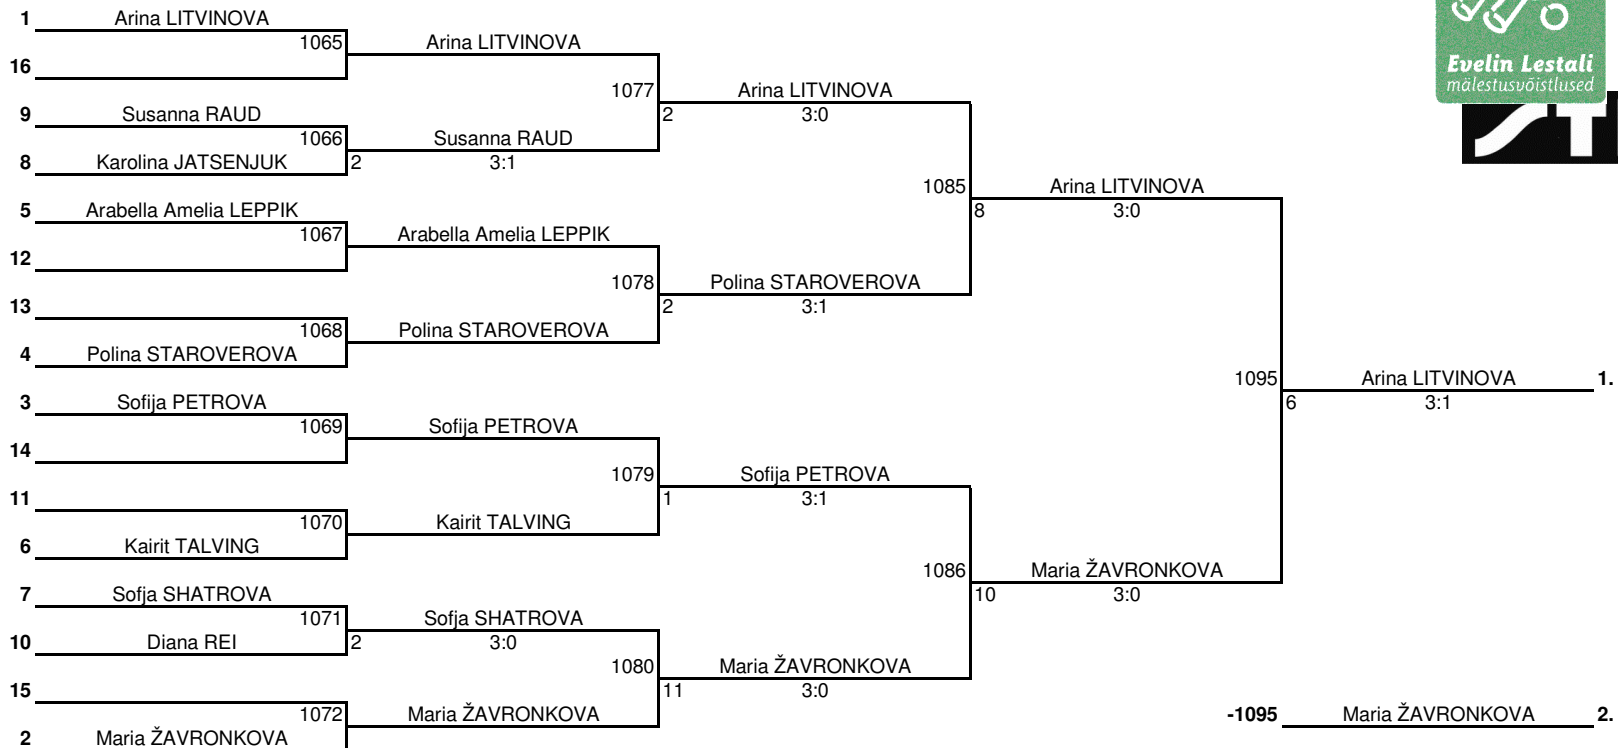 1 Arina LITVINOVA
1065 Arina LITVINOVA
16
1077 Arina LITVINOVA
2 3:0
9 Susanna RAUD
1066 Susanna RAUD
8 Karolina JATSENJUK 2 3:1
1085 Arina LITVINOVA
8 3:0
5 Arabella Amelia LEPPIK
1067 Arabella Amelia LEPPIK
12
1078 Polina STAROVEROVA
2 3:1
13
1068 Polina STAROVEROVA
4 Polina STAROVEROVA
1095 Arina LITVINOVA 1.
6 3:1
3 Sofija PETROVA
1069 Sofija PETROVA
14
1079 Sofija PETROVA
1 3:1
11
1070 Kairit TALVING
6 Kairit TALVING
1086 Maria ŽAVRONKOVA
10 3:0
7 Sofja SHATROVA
1071 Sofja SHATROVA
10 Diana REI 2 3:0
1080 Maria ŽAVRONKOVA
11 3:0
15
1072 Maria ŽAVRONKOVA
2 Maria ŽAVRONKOVA
-1095 Maria ŽAVRONKOVA 2.
Evelin Lestali
mälestusvõistlused